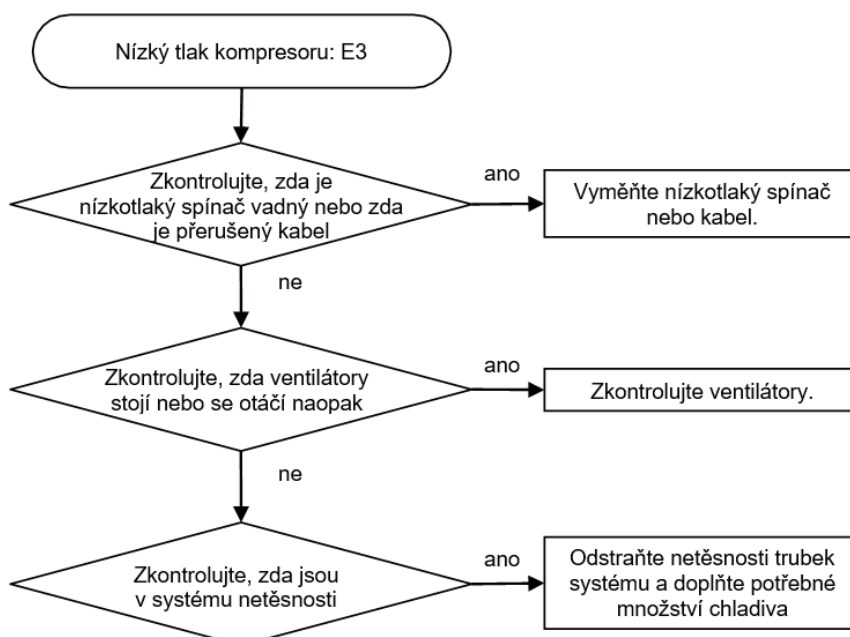 Nízký tlak kompresoru: E3
Zkontrolujte, zda je
nízkotlaký spínač vadný nebo zda
je přerušený kabel
ano
Vyměňte nízkotlaký spínač
nebo kabel.
ne
Zkontrolujte, zda ventilátory
stojí nebo se otáčí naopak
ano
Zkontrolujte ventilátory.
ne
Zkontrolujte, zda jsou
v systému netěsnosti
ano
Odstraňte netěsnosti trubek
systému a doplňte potřebné
množství chladiva